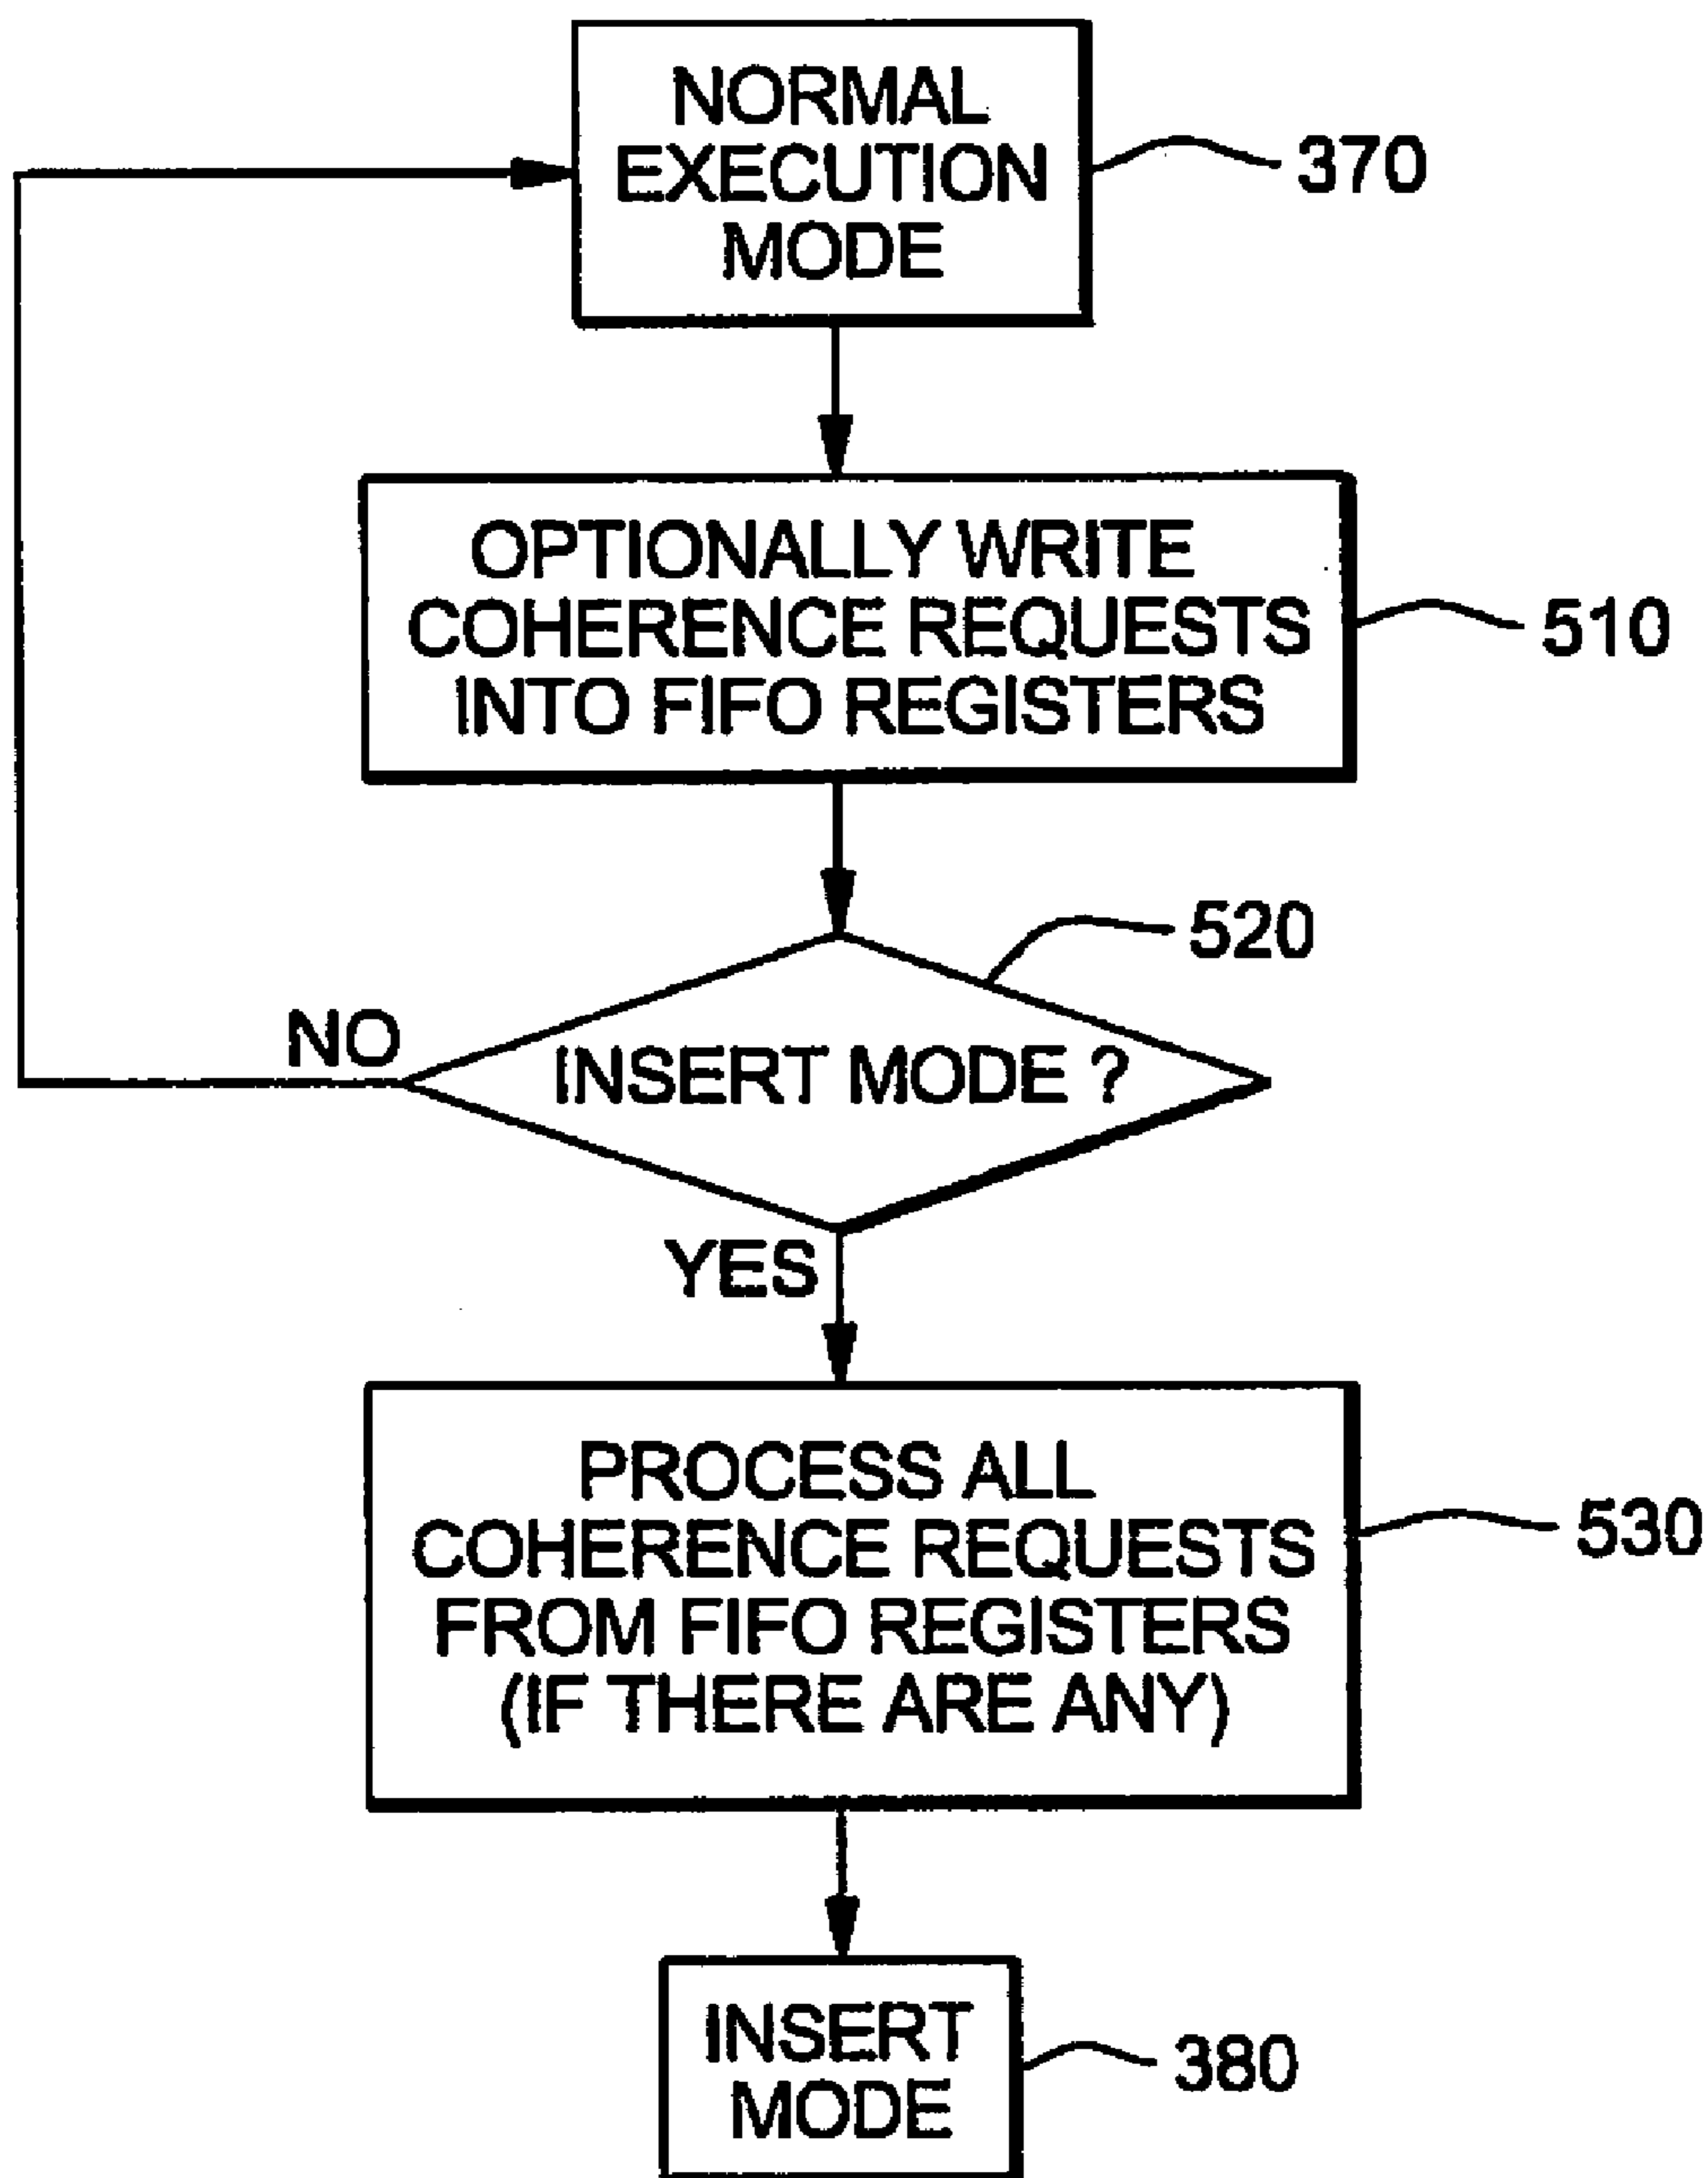 NORMAL
EXECUTION
MODE
370
OPTIONALLY WRITE
COHERENCE REQUESTS
INTO FIFO REGISTERS
510
520
NO
INSERT MODE ?
YES
PROCESS ALL
COHERENCE REQUESTS
FROM FIFO REGISTERS
(IF THERE ARE ANY)
530
INSERT
MODE
380